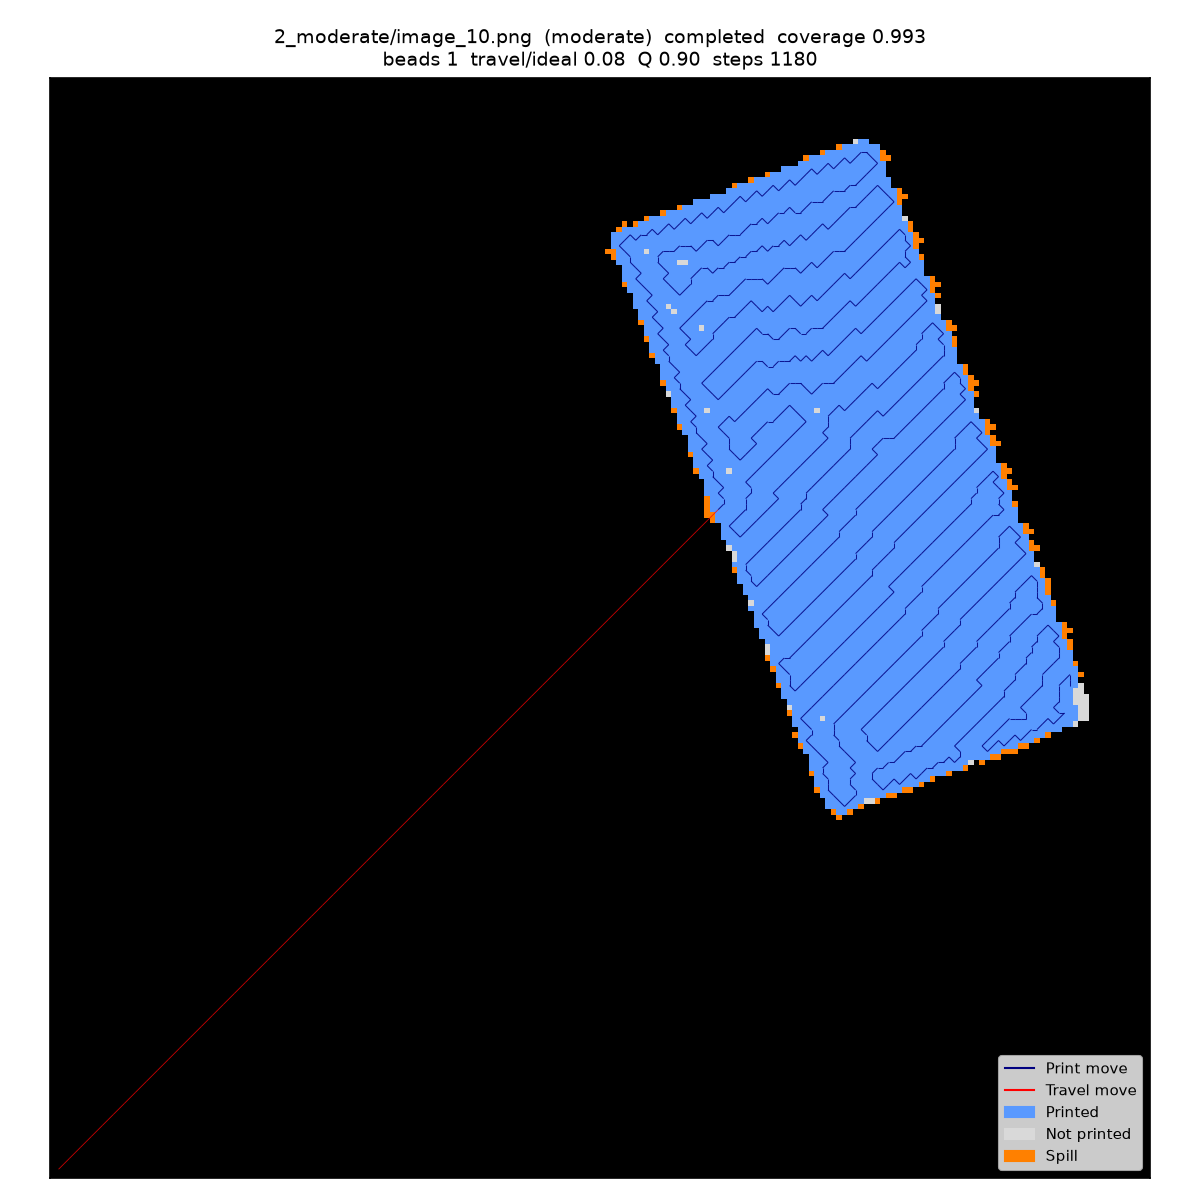 2_moderate/image_10.png  (moderate)  completed  coverage 0.993
beads 1  travel/ideal 0.08  Q 0.90  steps 1180
Print move
Travel move
Printed
Not printed
Spill